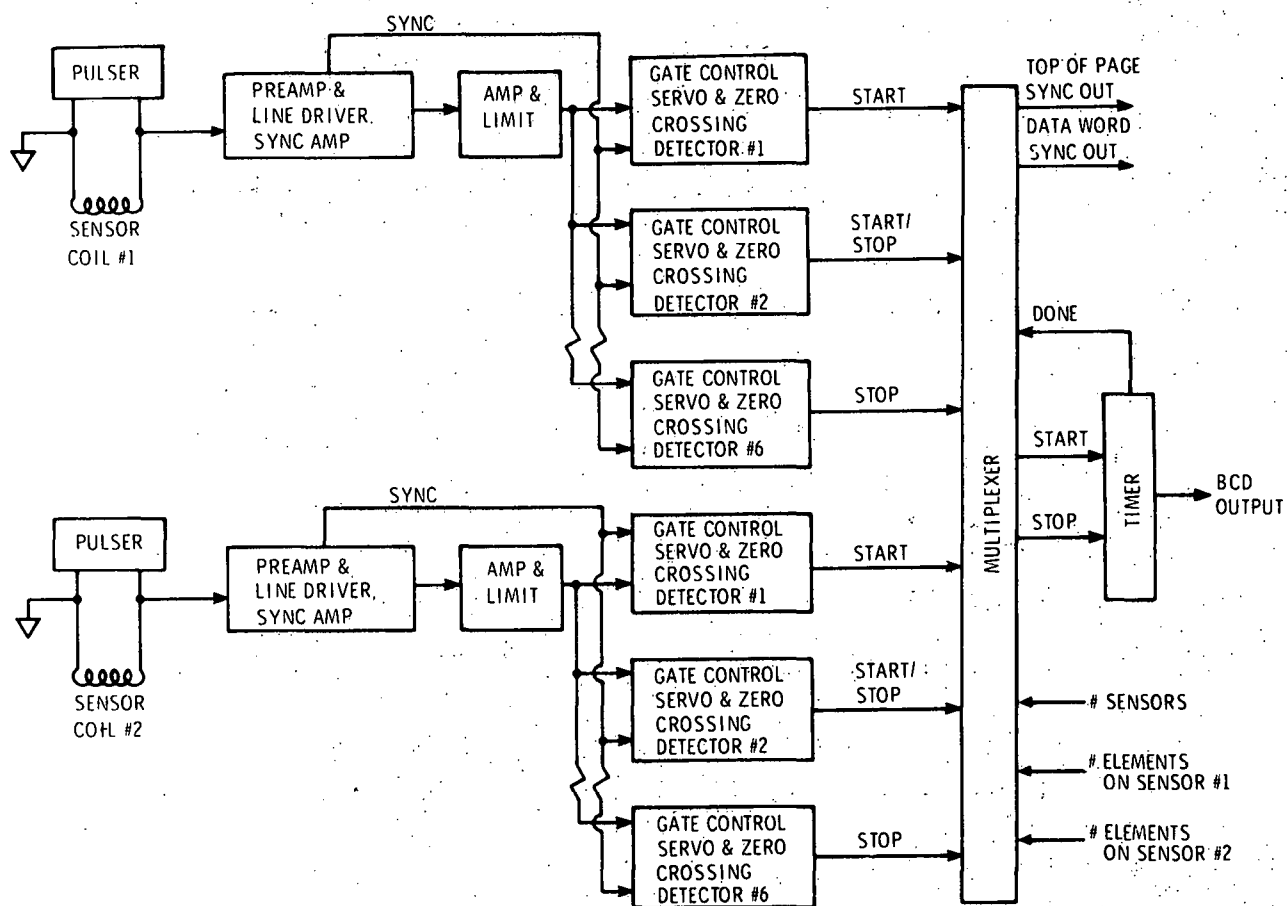 SYNC
PULSER
PREAMP &
LINE DRIVER,
SYNC AMP
AMP &
LIMIT
SENSOR
COIL #1
GATE CONTROL
SERVO & ZERO
CROSSING
DETECTOR #1
START
GATE CONTROL
SERVO & ZERO
CROSSING
DETECTOR #2
START/
STOP
GATE CONTROL
SERVO & ZERO
CROSSING
DETECTOR #6
STOP
SYNC
PULSER
PREAMP &
LINE DRIVER,
SYNC AMP
AMP &
LIMIT
SENSOR
COIL #2
GATE CONTROL
SERVO & ZERO
CROSSING
DETECTOR #1
START
GATE CONTROL
SERVO & ZERO
CROSSING
DETECTOR #2
START/
STOP
GATE CONTROL
SERVO & ZERO
CROSSING
DETECTOR #6
STOP
MULTIPLEXER
TOP OF PAGE
SYNC OUT
DATA WORD
SYNC OUT
DONE
START
STOP
TIMER
BCD
OUTPUT
# SENSORS
# ELEMENTS
ON SENSOR #1
# ELEMENTS
ON SENSOR #2